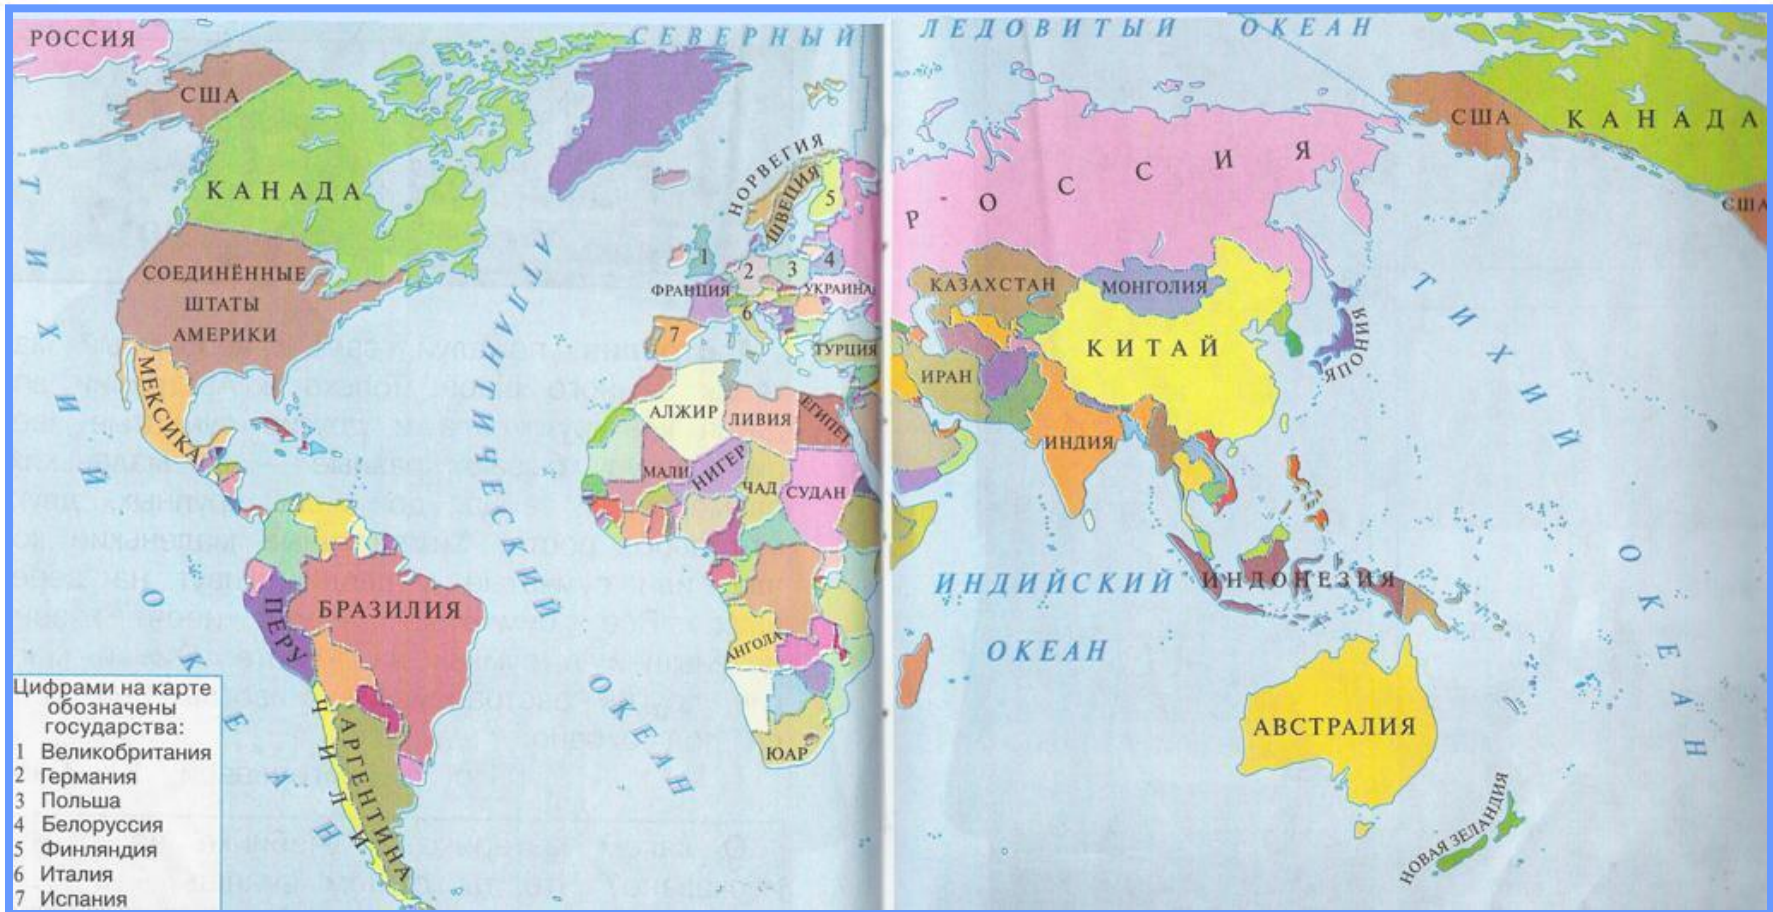 СЕВЕРНЫЙ ЛЕДОВИТЫЙ ОКЕАН
РОССИЯ
США
КАНАДА
СОЕДИНЁННЫЕ
ШТАТЫ
АМЕРИКИ
МЕКСИКА
ТИХИЙ
ОКЕАН
АТЛАНТИЧЕСКИЙ
ОКЕАН
БРАЗИЛИЯ
ПЕРУ
ЧИЛИ
АРГЕНТИНА
НОРВЕГИЯ
ШВЕЦИЯ
5
1
2
3
4
ФРАНЦИЯ
УКРАИНА
6
7
ТУРЦИЯ
АЛЖИР
ЛИВИЯ
ЕГИПЕТ
МАЛИ
НИГЕР
ЧАД
СУДАН
АНГОЛА
ЮАР
РОССИЯ
США
КАНАДА
США
КАЗАХСТАН
МОНГОЛИЯ
КИТАЙ
ЯПОНИЯ
ИРАН
ИНДИЯ
ИНДИЙСКИЙ
ОКЕАН
ИНДОНЕЗИЯ
АВСТРАЛИЯ
НОВАЯ ЗЕЛАНДИЯ
ТИХИЙ
ОКЕАН
Цифрами на карте
обозначены
государства:
1 Великобритания
2 Германия
3 Польша
4 Белоруссия
5 Финляндия
6 Италия
7 Испания